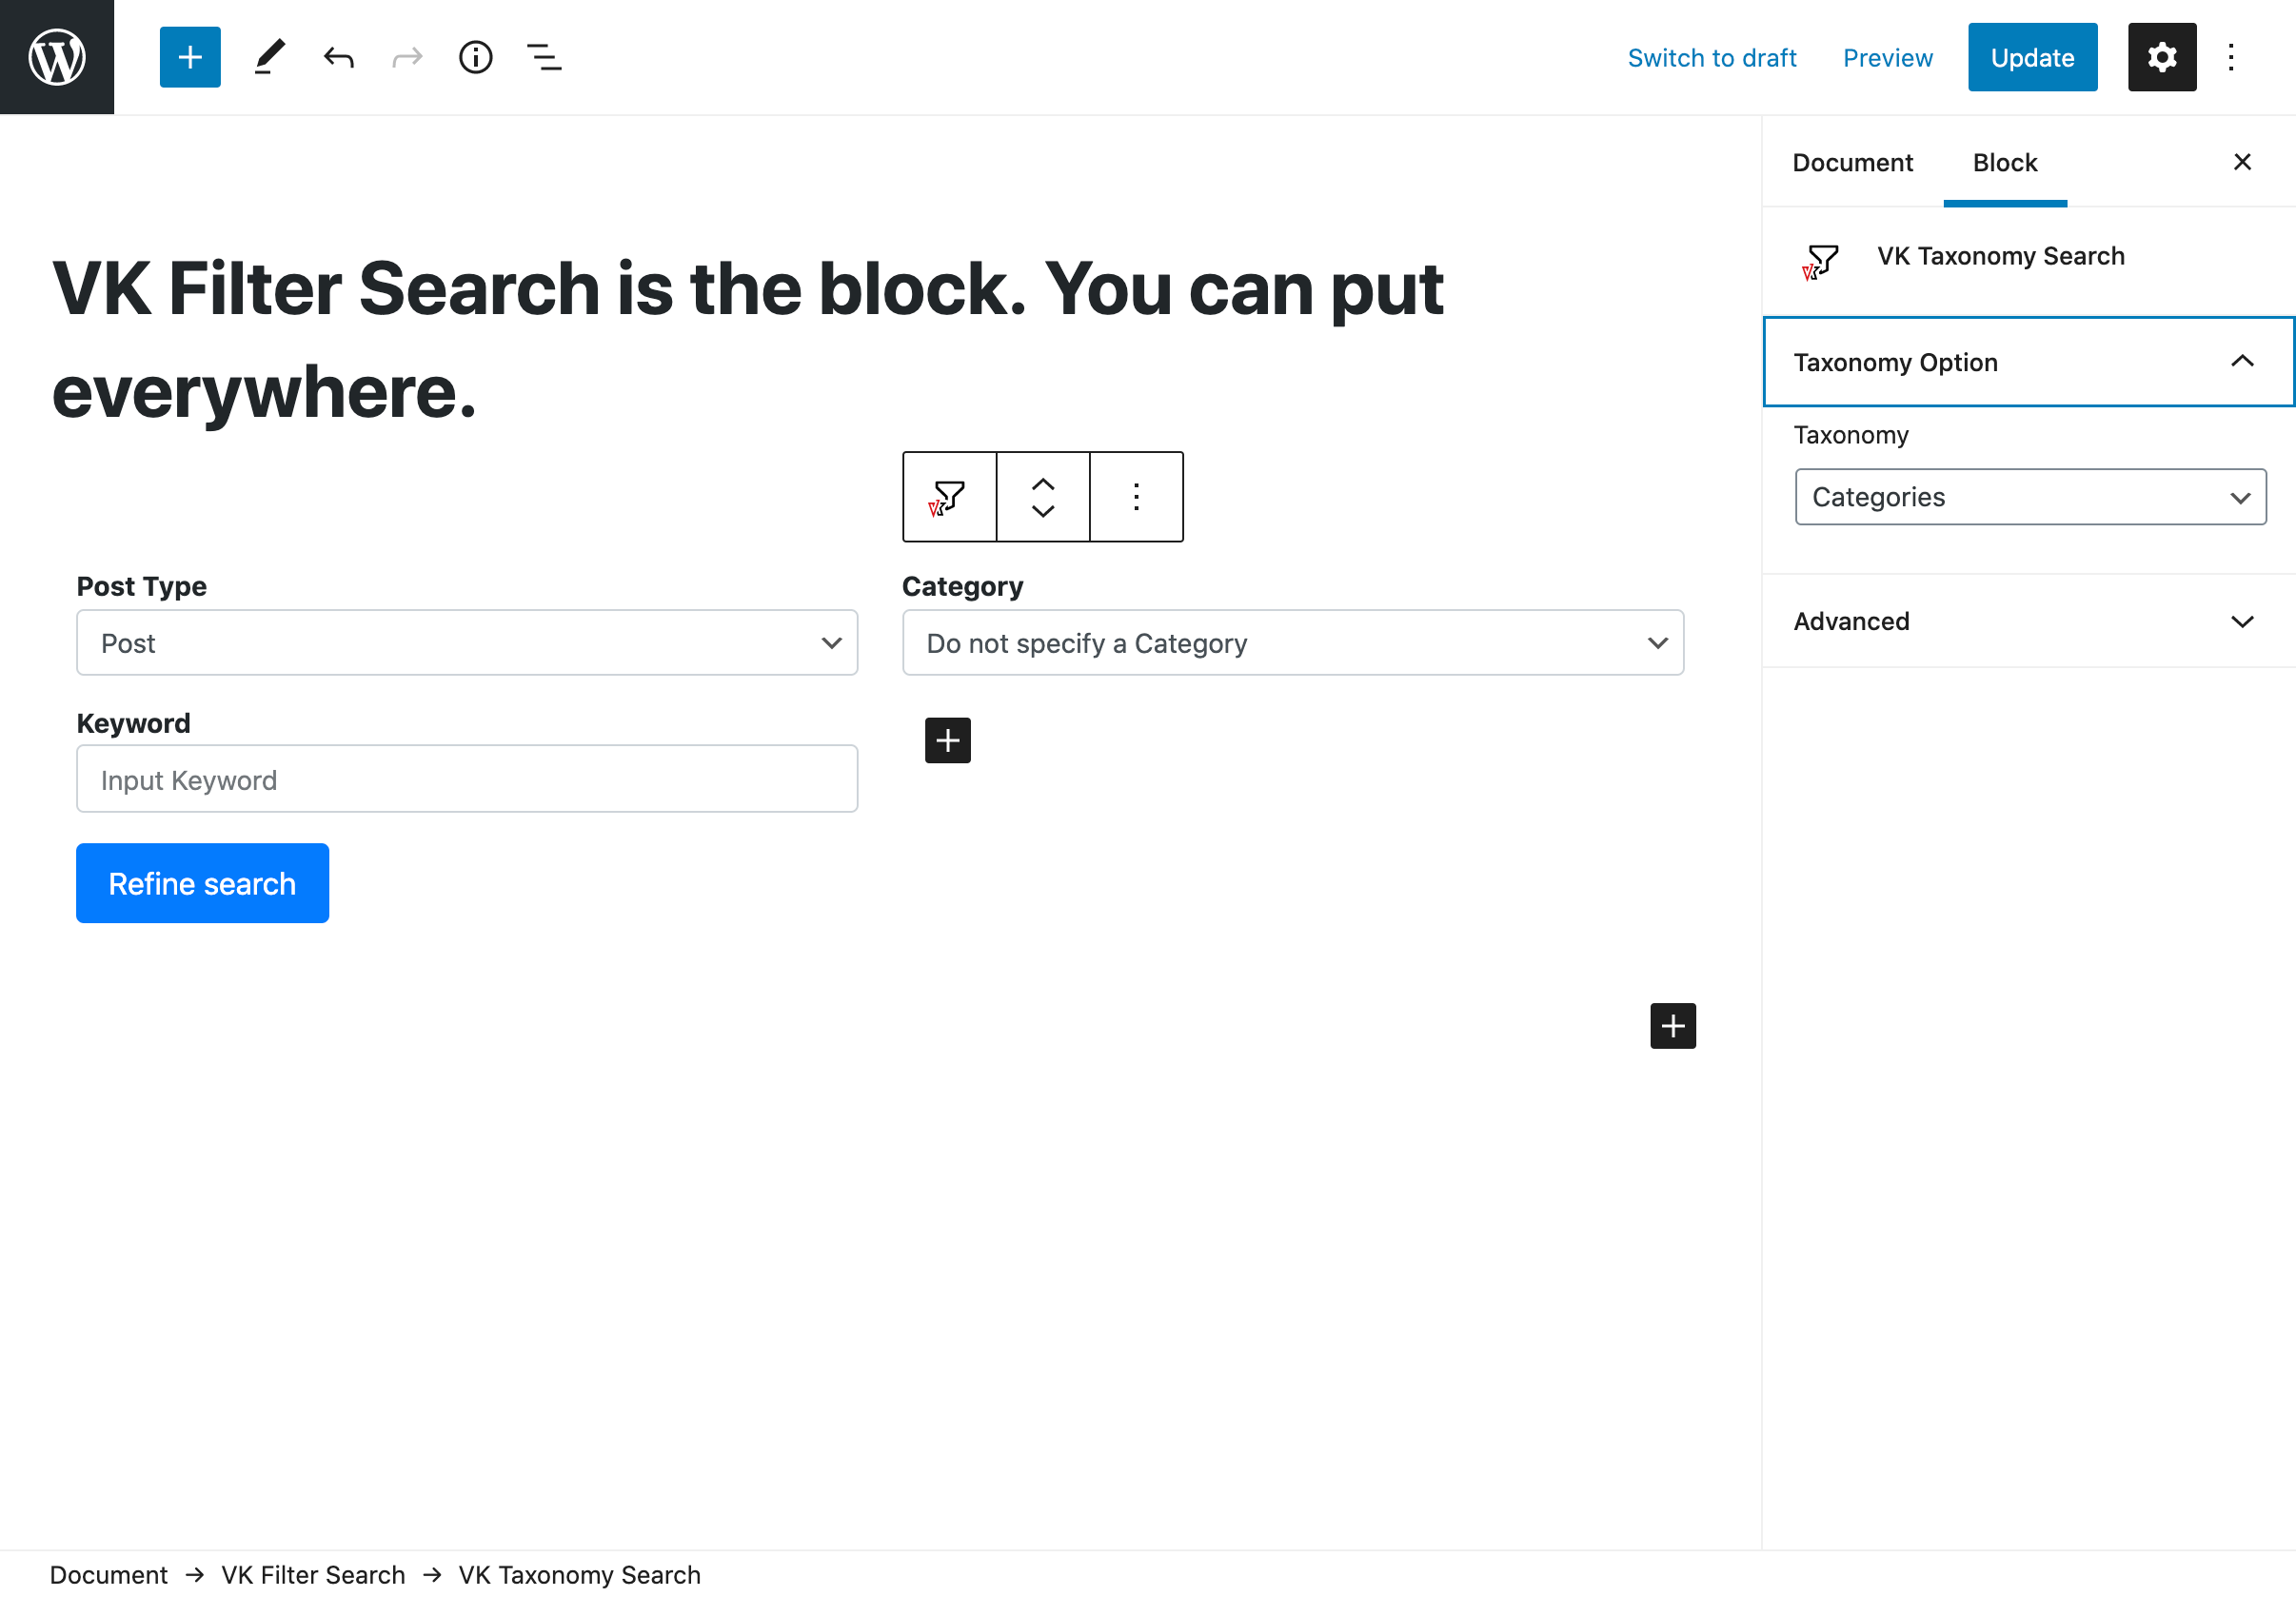 Switch to draft Preview Update
Document Block
VK Taxonomy Search
Taxonomy Option
Taxonomy
Categories
Advanced
VK Filter Search is the block. You can put
everywhere.
Post Type
Post
Category
Do not specify a Category
Keyword
Input Keyword
Refine search
Document → VK Filter Search → VK Taxonomy Search